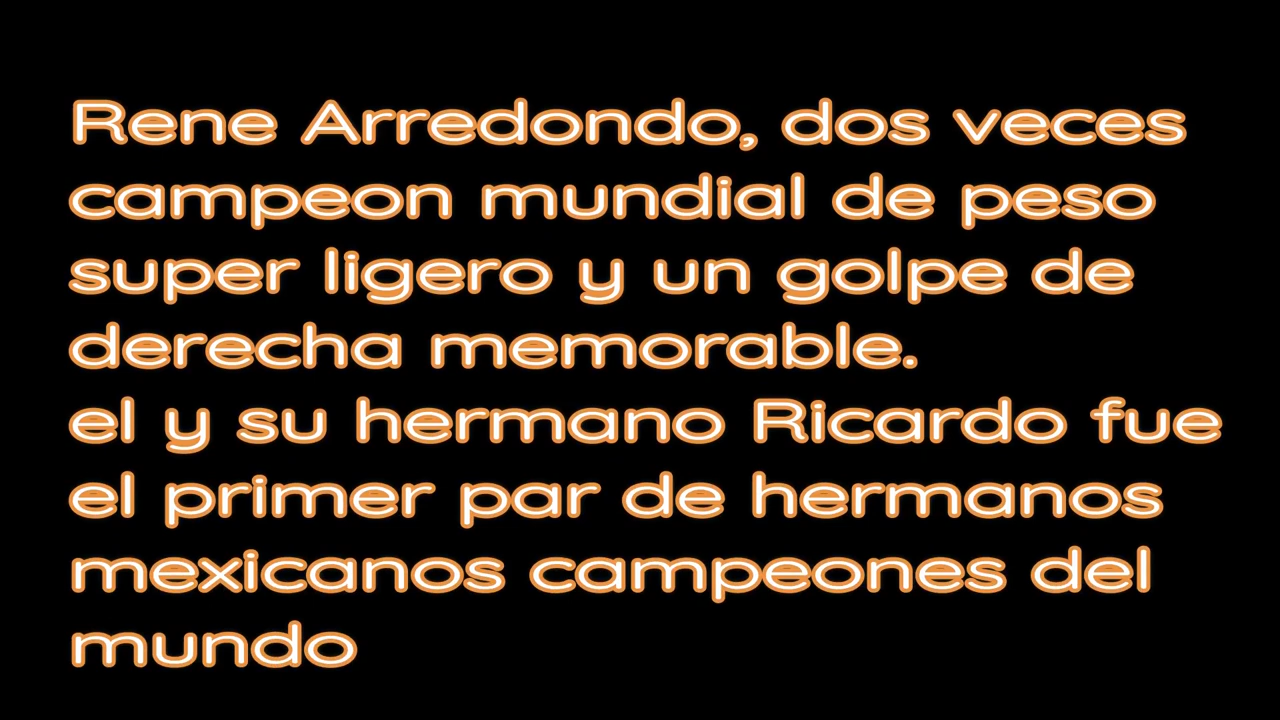 Rene Arredondo, dos veces
campeon mundial de peso
super ligero y un golpe de
derecha memorable.
el y su hermano Ricardo fue
el primer par de hermanos
mexicanos campeones del
mundo